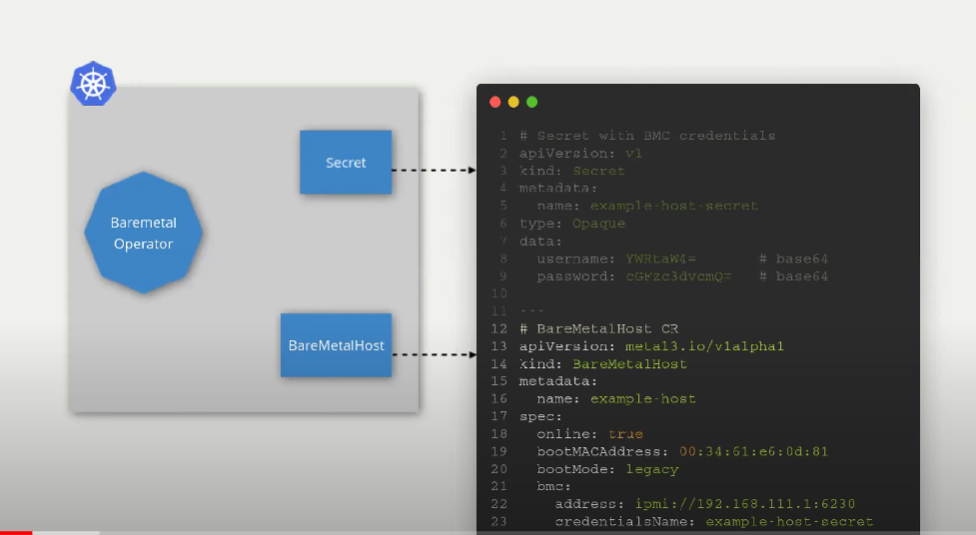 Secret
Baremetal
Operator
BareMetalHost
1 # Secret with BMC credentials
2 apiVersion: v1
3 kind: Secret
4 metadata:
5   name: example-host-secret
6 type: Opaque
7 data:
8   username: YWRtaW4=       # base64
9   password: cGFzc3dvcmQ=   # base64
10
11 ---
12 # BareMetalHost CR
13 apiVersion: metal3.io/v1alpha1
14 kind: BareMetalHost
15 metadata:
16   name: example-host
17 spec:
18   online: true
19   bootMACAddress: 00:34:61:e6:0d:81
20   bootMode: legacy
21   bmc:
22     address: ipmi://192.168.111.1:6230
23     credentialsName: example-host-secret